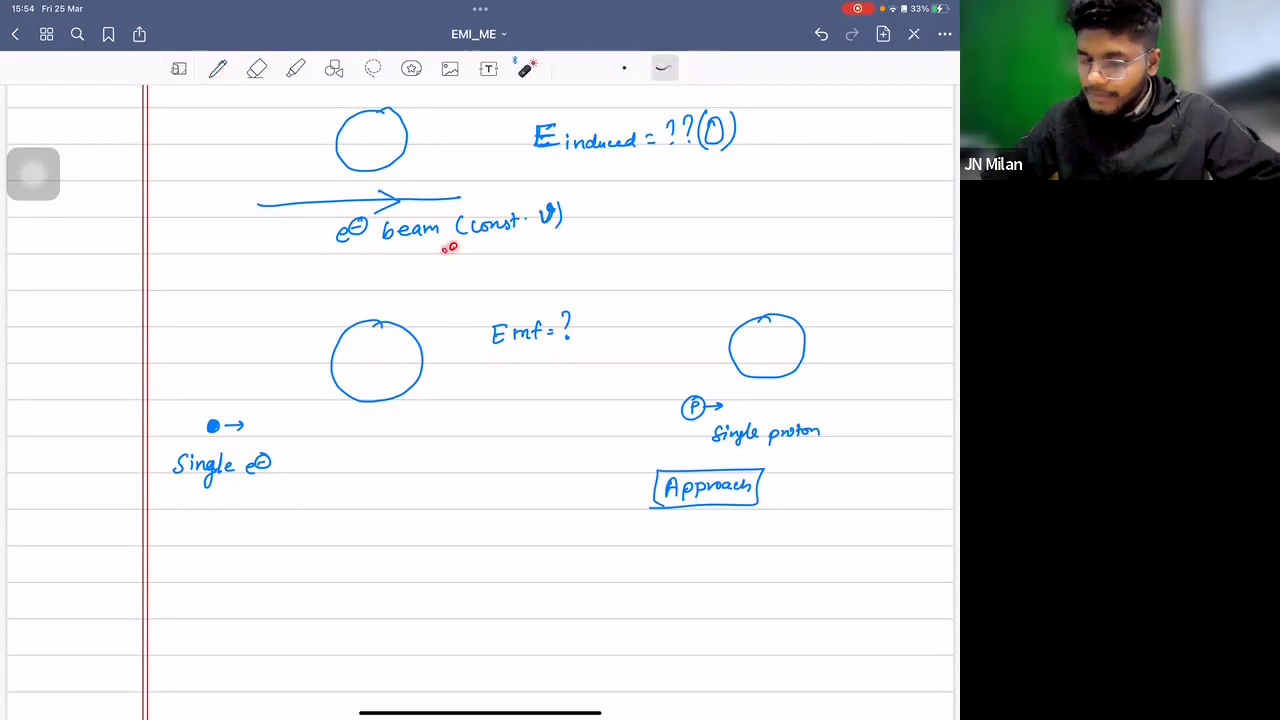 15:54 Fri 25 Mar
33%
EMI_ME
JN Milan
E induced = ??(0)
e⊖ beam (const. v)
Emf = ?
P
Single proton
Single e⊖
Approach